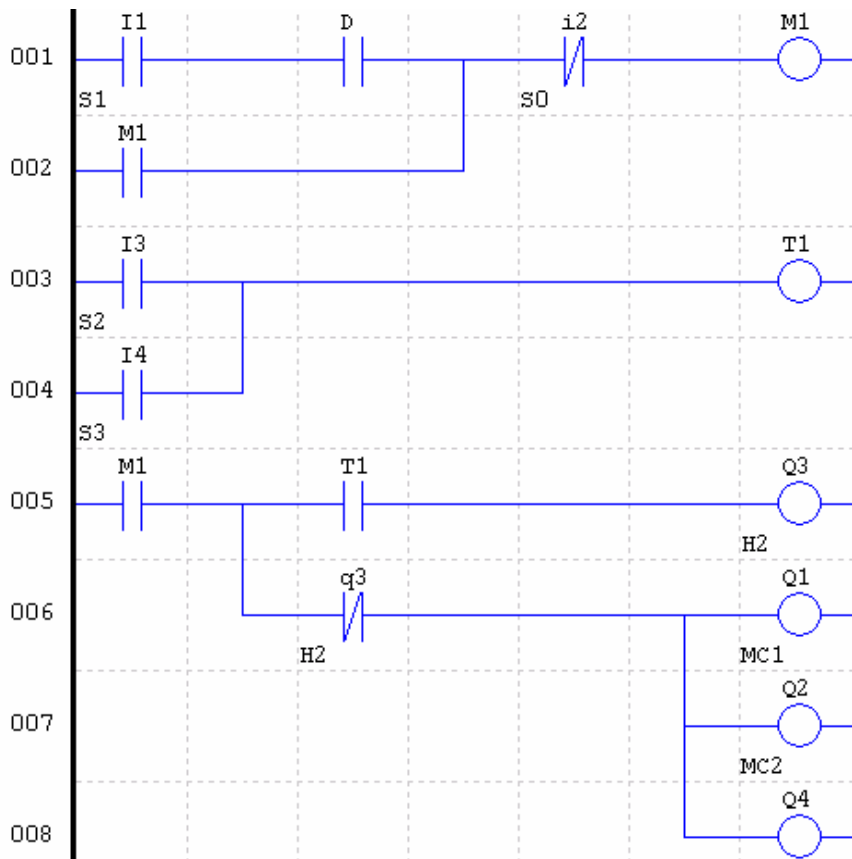 I1 D i2 M1
001
S1 S0
M1
002
I3 T1
003
S2
I4
004
S3
M1 T1 Q3
005
H2
q3 Q1
006
H2 MC1
Q2
007
MC2
Q4
008